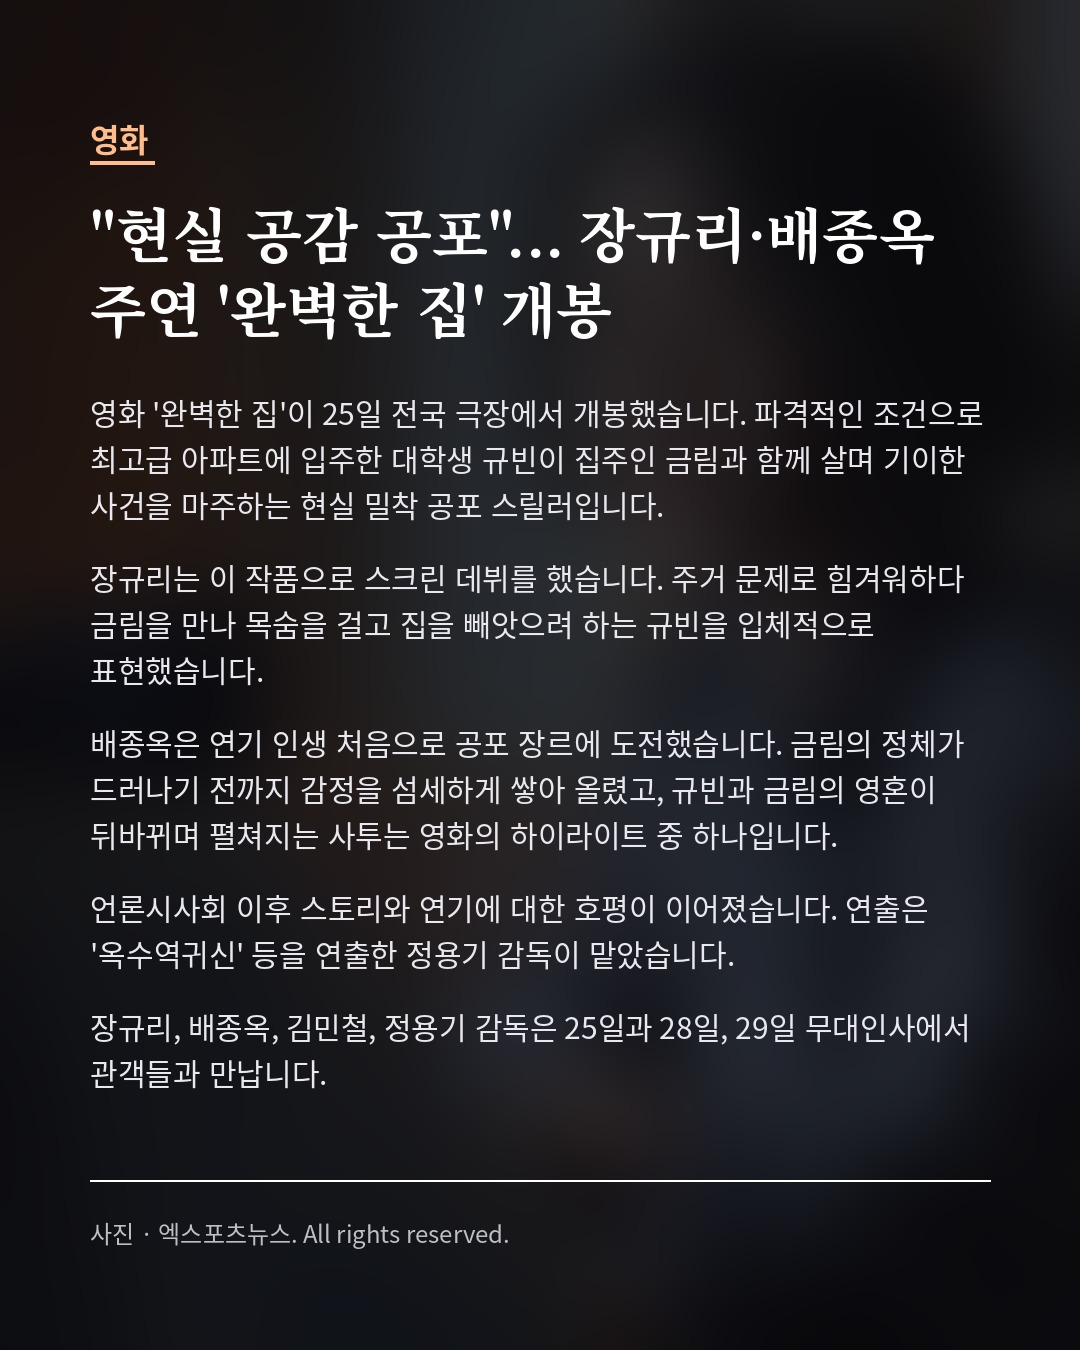 영화
"현실 공감 공포"... 장규리·배종옥
주연 '완벽한 집' 개봉
영화 '완벽한 집'이 25일 전국 극장에서 개봉했습니다. 파격적인 조건으로
최고급 아파트에 입주한 대학생 규빈이 집주인 금림과 함께 살며 기이한
사건을 마주하는 현실 밀착 공포 스릴러입니다.
장규리는 이 작품으로 스크린 데뷔를 했습니다. 주거 문제로 힘겨워하다
금림을 만나 목숨을 걸고 집을 빼앗으려 하는 규빈을 입체적으로
표현했습니다.
배종옥은 연기 인생 처음으로 공포 장르에 도전했습니다. 금림의 정체가
드러나기 전까지 감정을 섬세하게 쌓아 올렸고, 규빈과 금림의 영혼이
뒤바뀌며 펼쳐지는 사투는 영화의 하이라이트 중 하나입니다.
언론시사회 이후 스토리와 연기에 대한 호평이 이어졌습니다. 연출은
'옥수역귀신' 등을 연출한 정용기 감독이 맡았습니다.
장규리, 배종옥, 김민철, 정용기 감독은 25일과 28일, 29일 무대인사에서
관객들과 만납니다.
사진 · 엑스포츠뉴스. All rights reserved.